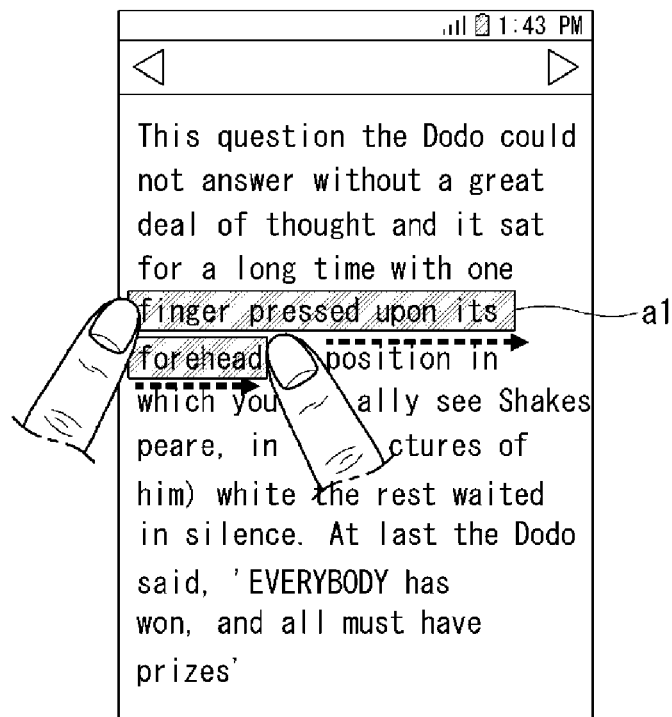 1:43 PM
This question the Dodo could
not answer without a great
deal of thought and it sat
for a long time with one
finger pressed upon its
a1
forehead position in
which you ally see Shakes
peare, in ctures of
him) white the rest waited
in silence. At last the Dodo
said, 'EVERYBODY has
won, and all must have
prizes'